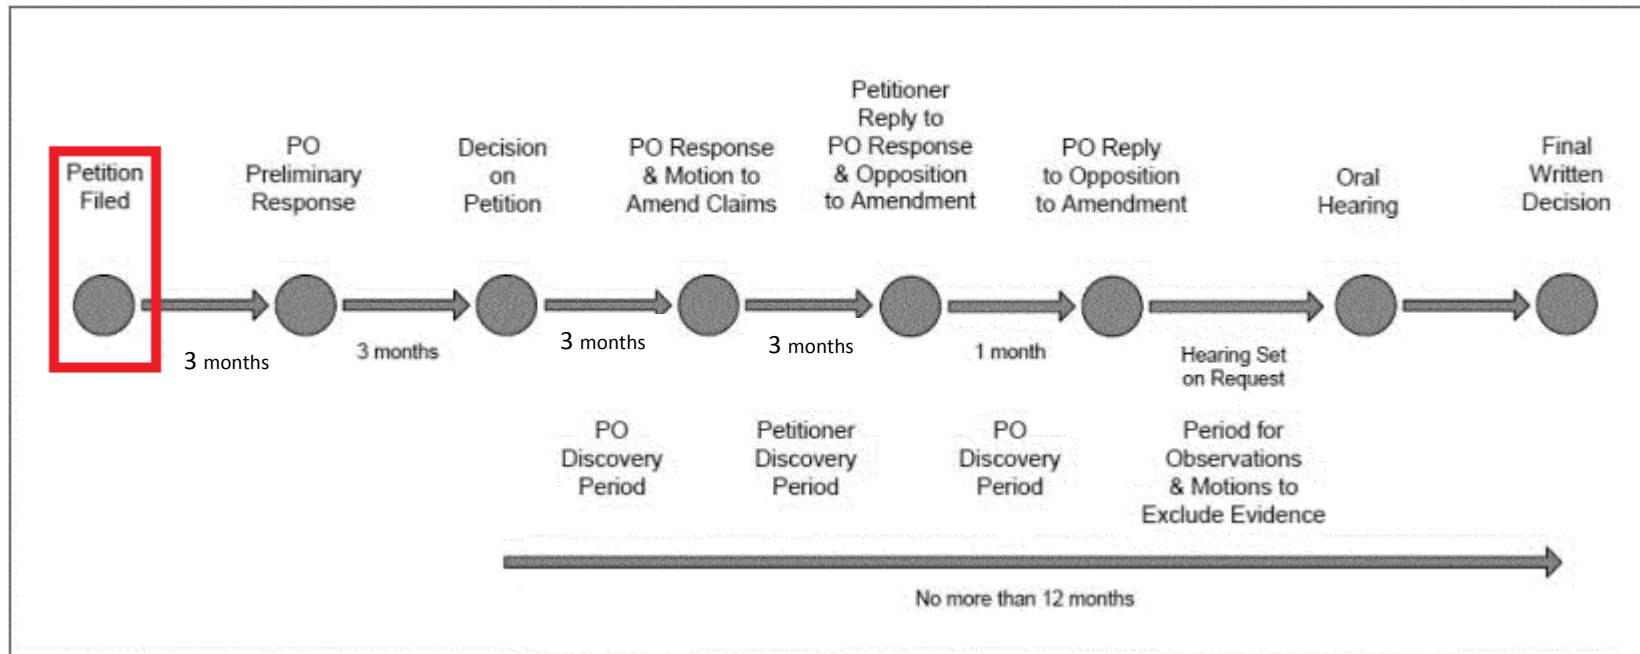 Petition
Filed
PO
Preliminary
Response
Decision
on
Petition
PO Response
& Motion to
Amend Claims
Petitioner
Reply to
PO Response
& Opposition
to Amendment
PO Reply
to Opposition
to Amendment
Oral
Hearing
Final
Written
Decision
3 months
3 months
3 months
3 months
1 month
Hearing Set
on Request
PO
Discovery
Period
Petitioner
Discovery
Period
PO
Discovery
Period
Period for
Observations
& Motions to
Exclude Evidence
No more than 12 months